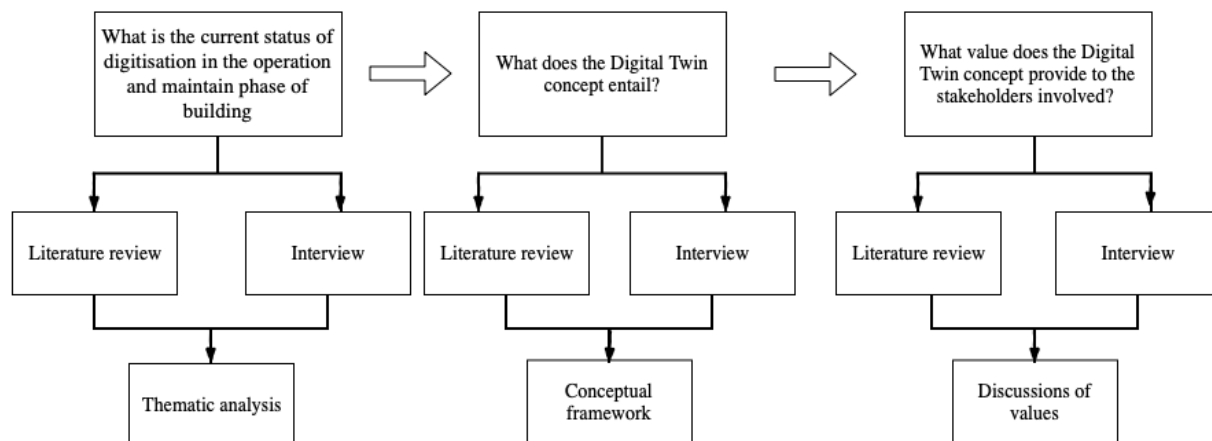 What is the current status of
digitisation in the operation
and maintain phase of
building
What does the Digital Twin
concept entail?
What value does the Digital
Twin concept provide to the
stakeholders involved?
Literature review
Interview
Literature review
Interview
Literature review
Interview
Thematic analysis
Conceptual
framework
Discussions of
values